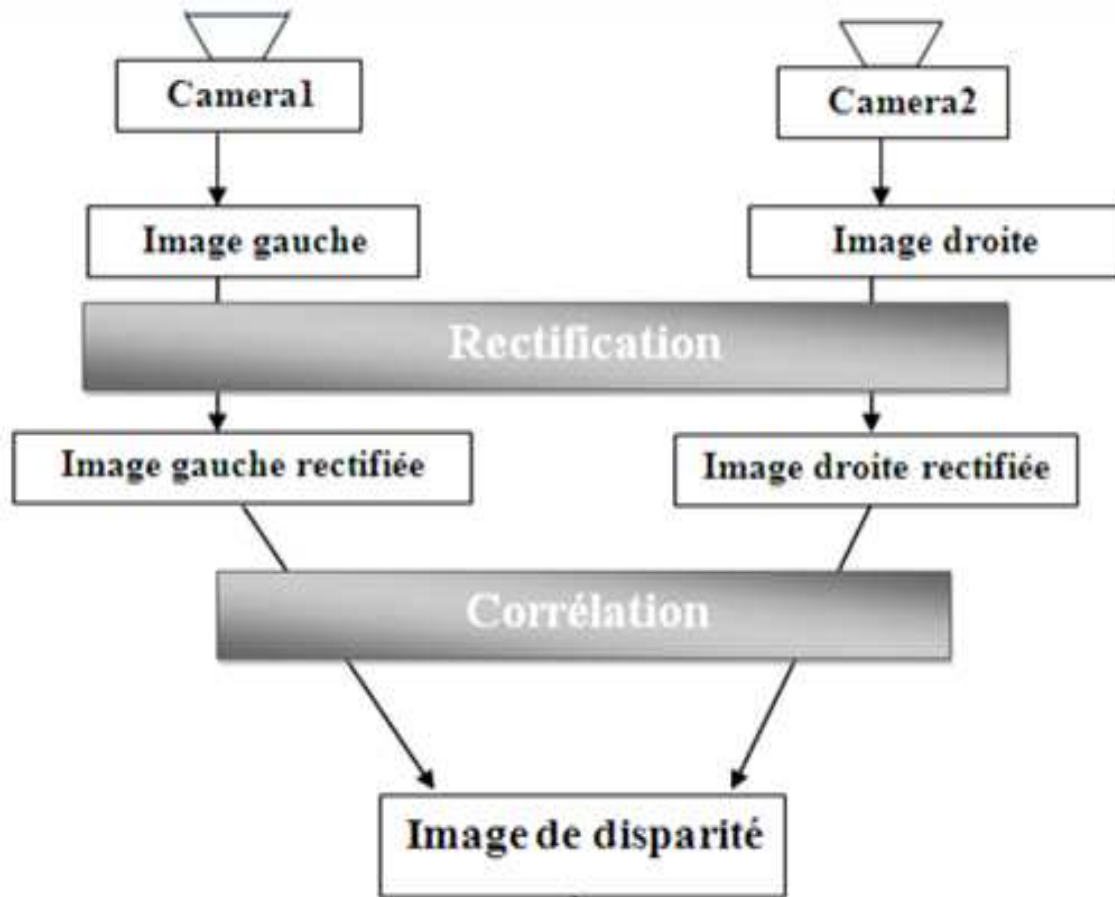 Camera1
Camera2
Image gauche
Image droite
Rectification
Image gauche rectifiée
Image droite rectifiée
Corrélation
Image de disparité